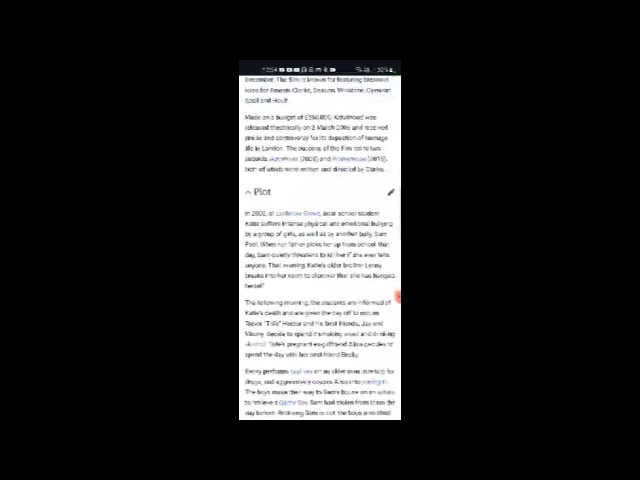 December. The film is known for featuring breakout
roles for Ameen, Clarke, Deacon, Winstone, Oyelowo
Spall and Hoult.
Made on a budget of £560,000, Kidulthood was
released theatrically on 3 March 2006 and received
praise and controversy for its depiction of teenage
life in London. The success of the film led to two
sequels, Adulthood (2008) and Brotherhood (2016),
both of which were written and directed by Clarke.
Plot
In 2002, at Grove, local school student
Katie suffers intense physical and emotional bullying
by a group of girls, as well as by another bully, Sam
Peel. When her father picks her up from school that
day, Sam quietly threatens to kill her if she ever tells
anyone. That evening, Katie's older brother Lenny
breaks into her room to discover that she has hanged
herself.
The following morning, the students are informed of
Katie's death and are given the day off to mourn.
Trevor "Trife" Hector and his best friends, Jay and
Moony, decide to spend it smoking weed and drinking
alcohol. Trife's pregnant ex-girlfriend Alisa decides to
spend the day with her best friend Becky.
Becky performs oral sex on an older man in return for
drugs, and aggressively coaxes Alisa into joining in.
The boys make their way to Sam's house on an
to retrieve a Game Boy Sam had stolen from them the
day before. Realising Sam is out, the boys